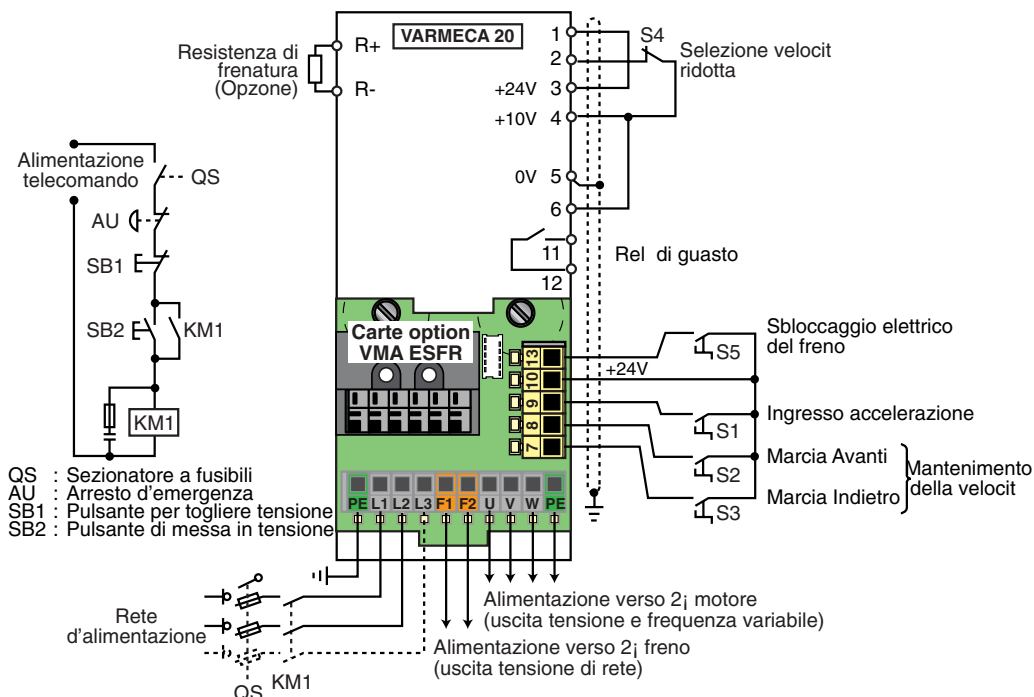 VARMECA 20
Resistenza di
frenatura
(Opzone)
R+
R-
1
2
+24V 3
+10V 4
0V 5
6
11
12
S4
Selezione velocit
ridotta
Rel di guasto
Alimentazione
telecomando
QS
AU
SB1
SB2
KM1
KM1
QS : Sezionatore a fusibili
AU : Arresto d'emergenza
SB1 : Pulsante per togliere tensione
SB2 : Pulsante di messa in tensione
Carte option
VMA ESFR
13
10
9
8
7
+24V
S5
Sbloccaggio elettrico
del freno
S1
Ingresso accelerazione
S2
Marcia Avanti
S3
Marcia Indietro
Mantenimento
della velocit
PE L1 L2 L3 F1 F2 U V W PE
Alimentazione verso 2¡ motore
(uscita tensione e frequenza variabile)
Alimentazione verso 2¡ freno
(uscita tensione di rete)
Rete
d'alimentazione
QS
KM1